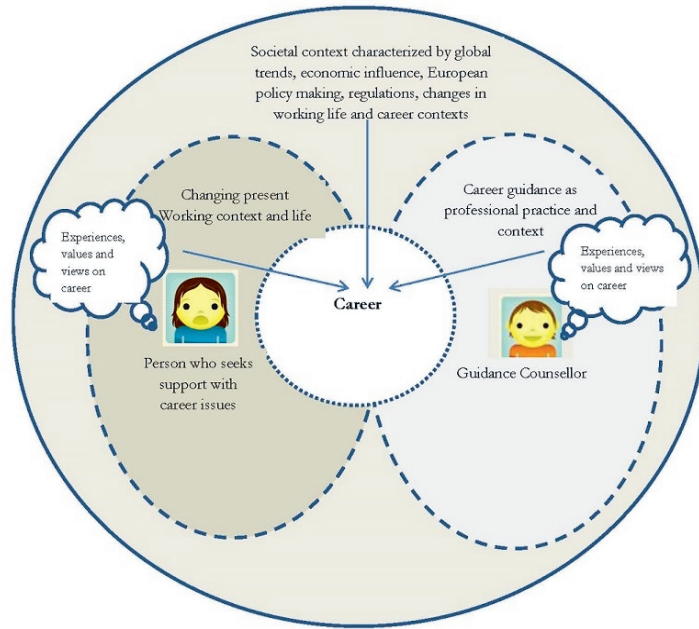 Societal context characterized by global
trends, economic influence, European
policy making, regulations, changes in
working life and career contexts
Changing present
Working context and life
Career guidance as
professional practice and
context
Experiences,
values and
views on
career
Experiences,
values and views
on career
Career
Person who seeks
support with
career issues
Guidance Counsellor